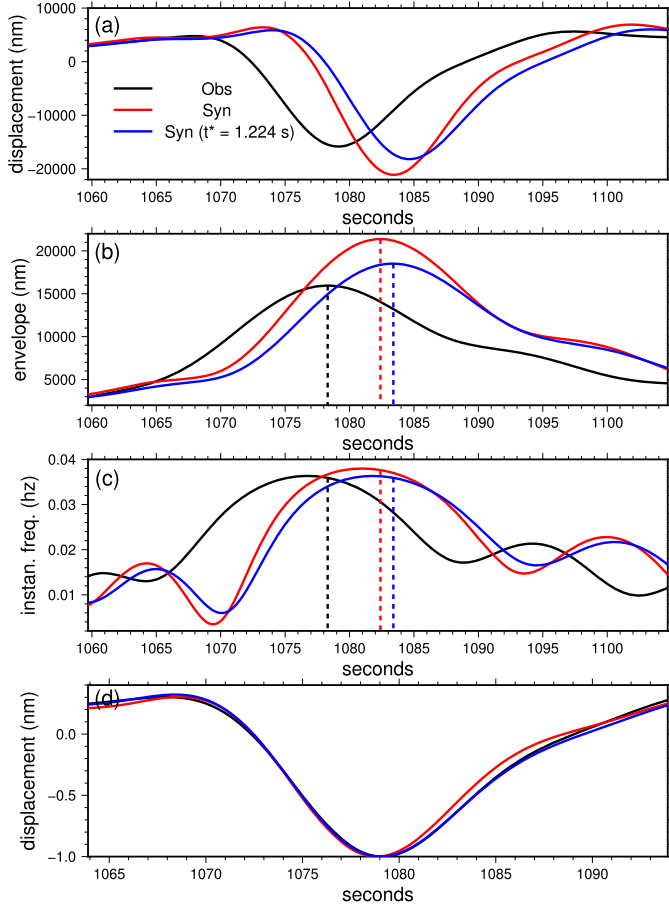 (a)
displacement (nm)
10000
0
−10000
−20000
Obs
Syn
Syn (t* = 1.224 s)
1060 1065 1070 1075 1080 1085 1090 1095 1100
seconds
(b)
envelope (nm)
20000
15000
10000
5000
1060 1065 1070 1075 1080 1085 1090 1095 1100
seconds
(c)
instan. freq. (hz)
0.04
0.03
0.02
0.01
1060 1065 1070 1075 1080 1085 1090 1095 1100
seconds
(d)
displacement (nm)
0.0
−0.5
−1.0
1065 1070 1075 1080 1085 1090
seconds